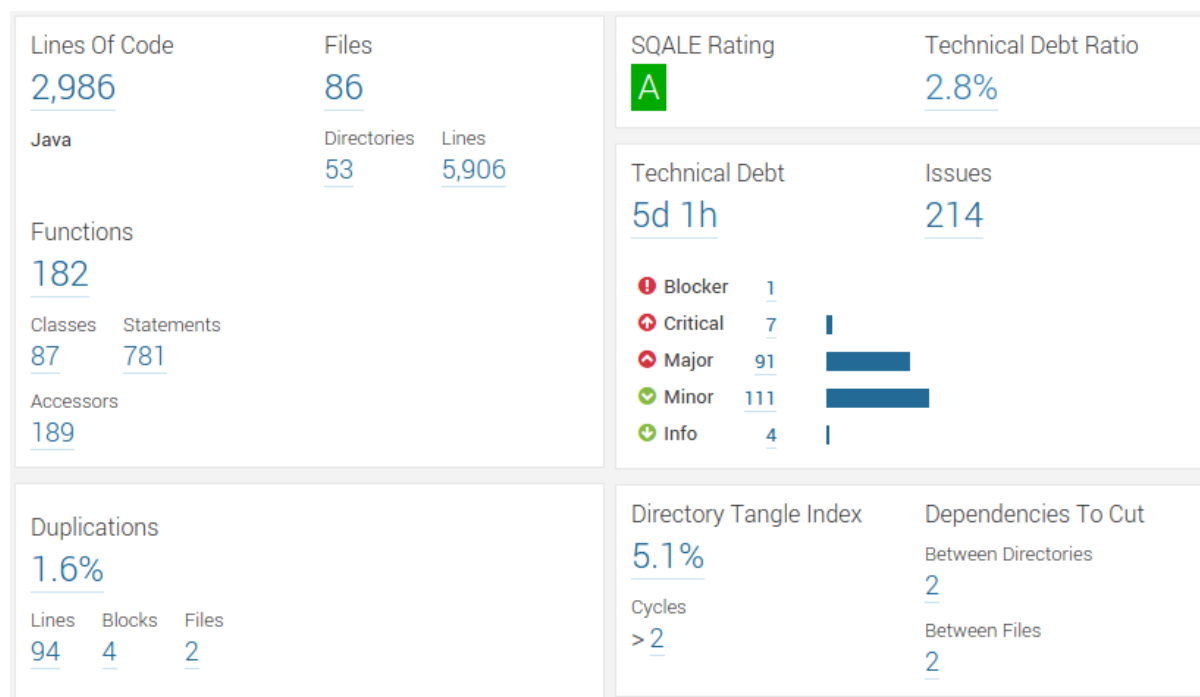 Lines Of Code Files
2,986 86
Java Directories Lines
53 5,906
Functions
182
Classes Statements
87 781
Accessors
189
SQALE Rating Technical Debt Ratio
A 2.8%
Technical Debt Issues
5d 1h 214
Blocker 1
Critical 7
Major 91
Minor 111
Info 4
Duplications
1.6%
Lines Blocks Files
94 4 2
Directory Tangle Index Dependencies To Cut
5.1% Between Directories
2
Cycles
> 2 Between Files
2